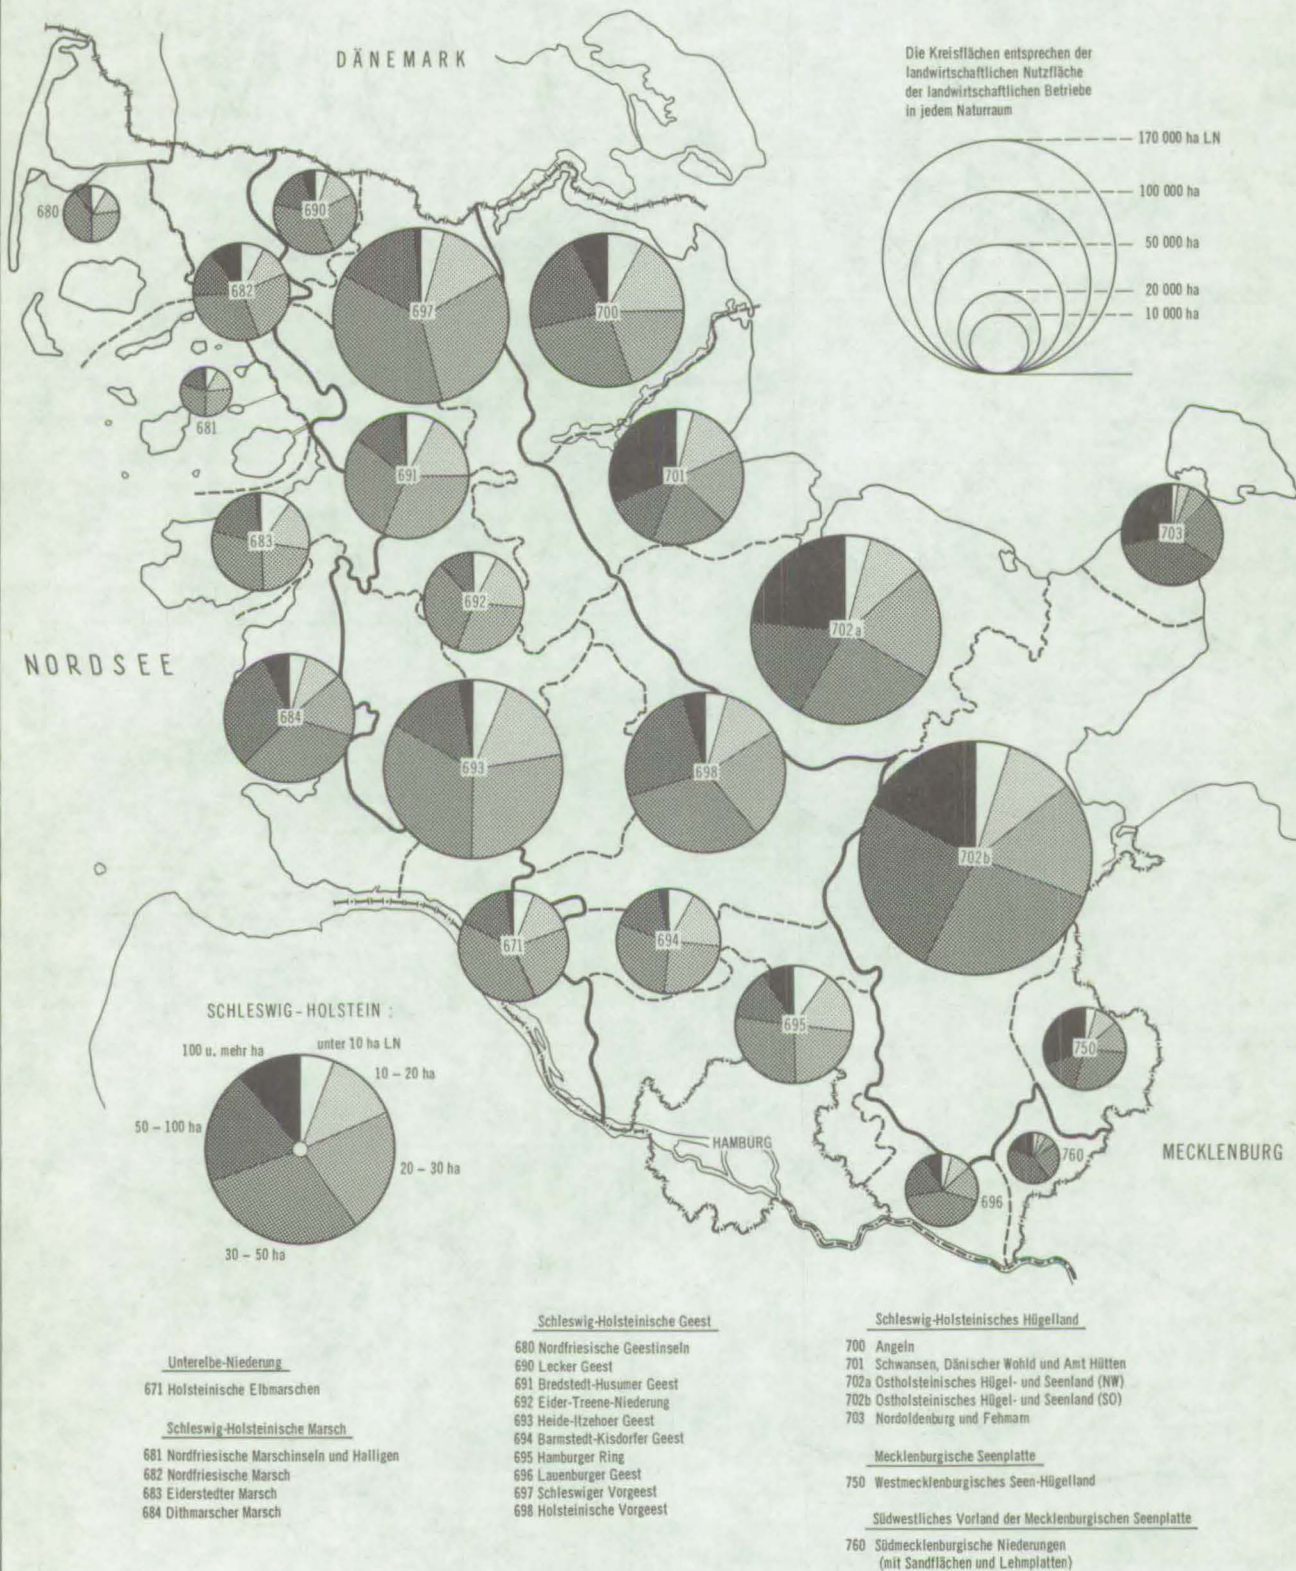 DÄNEMARK
Die Kreisflächen entsprechen der
landwirtschaftlichen Nutzfläche
der landwirtschaftlichen Betriebe
in jedem Naturraum
170 000 ha LN
100 000 ha
50 000 ha
20 000 ha
10 000 ha
680
690
682
697
700
681
691
701
683
703
692
702a
NORDSEE
684
693
698
702b
671
694
695
750
SCHLESWIG-HOLSTEIN :
100 u. mehr ha
unter 10 ha LN
10 – 20 ha
50 – 100 ha
20 – 30 ha
30 – 50 ha
HAMBURG
760
MECKLENBURG
696
Unterelbe-Niederung
671 Holsteinische Elbmarschen
Schleswig-Holsteinische Marsch
681 Nordfriesische Marschinseln und Halligen
682 Nordfriesische Marsch
683 Eiderstedter Marsch
684 Dithmarscher Marsch
Schleswig-Holsteinische Geest
680 Nordfriesische Geestinseln
690 Lecker Geest
691 Bredstedt-Husumer Geest
692 Eider-Treene-Niederung
693 Heide-Itzehoer Geest
694 Barmstedt-Kisdorfer Geest
695 Hamburger Ring
696 Lauenburger Geest
697 Schleswiger Vorgeest
698 Holsteinische Vorgeest
Schleswig-Holsteinisches Hügelland
700 Angeln
701 Schwansen, Dänischer Wohld und Amt Hütten
702a Ostholsteinisches Hügel- und Seenland (NW)
702b Ostholsteinisches Hügel- und Seenland (SO)
703 Nordoldenburg und Fehmarn
Mecklenburgische Seenplatte
750 Westmecklenburgisches Seen-Hügelland
Südwestliches Vorland der Mecklenburgischen Seenplatte
760 Südmecklenburgische Niederungen
(mit Sandflächen und Lehmplatten)